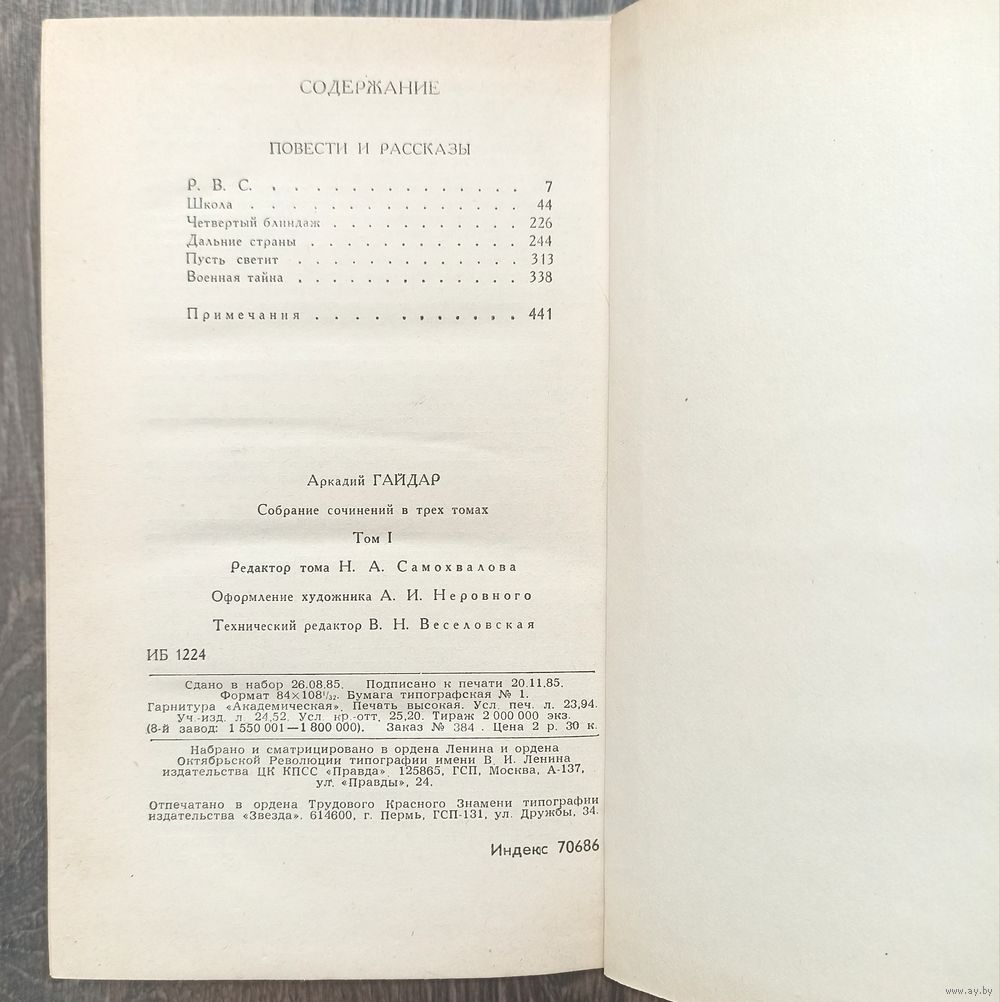 СОДЕРЖАНИЕ
ПОВЕСТИ И РАССКАЗЫ
Р. В. С. . . . . . . . . . . . . . 7
Школа . . . . . . . . . . . . . . . 44
Четвертый блиндаж . . . . . . . . . . . 226
Дальние страны . . . . . . . . . . . . 244
Пусть светит . . . . . . . . . . . . 313
Военная тайна . . . . . . . . . . . . 338
Примечания . . . . . . . . . . . 441
Аркадий ГАЙДАР
Собрание сочинений в трех томах
Том I
Редактор тома Н. А. Самохвалова
Оформление художника А. И. Неровного
Технический редактор В. Н. Веселовская
ИБ 1224
Сдано в набор 26.08.85. Подписано к печати 20.11.85.
Формат 84×108¹/₃₂. Бумага типографская № 1.
Гарнитура «Академическая». Печать высокая. Усл. печ. л. 23,94.
Уч.-изд. л 24,52. Усл. кр.-отт. 25,20. Тираж 2 000 000 экз.
(8-й завод: 1 550 001—1 800 000). Заказ № 384. Цена 2 р. 30 к.
Набрано и сматрицировано в ордена Ленина и ордена
Октябрьской Революции типографии имени В. И. Ленина
издательства ЦК КПСС «Правда». 125865, ГСП, Москва, А-137,
ул. «Правды», 24.
Отпечатано в ордена Трудового Красного Знамени типографии
издательства «Звезда». 614600, г. Пермь, ГСП-131, ул. Дружбы, 34.
Индекс 70686
www.ay.by